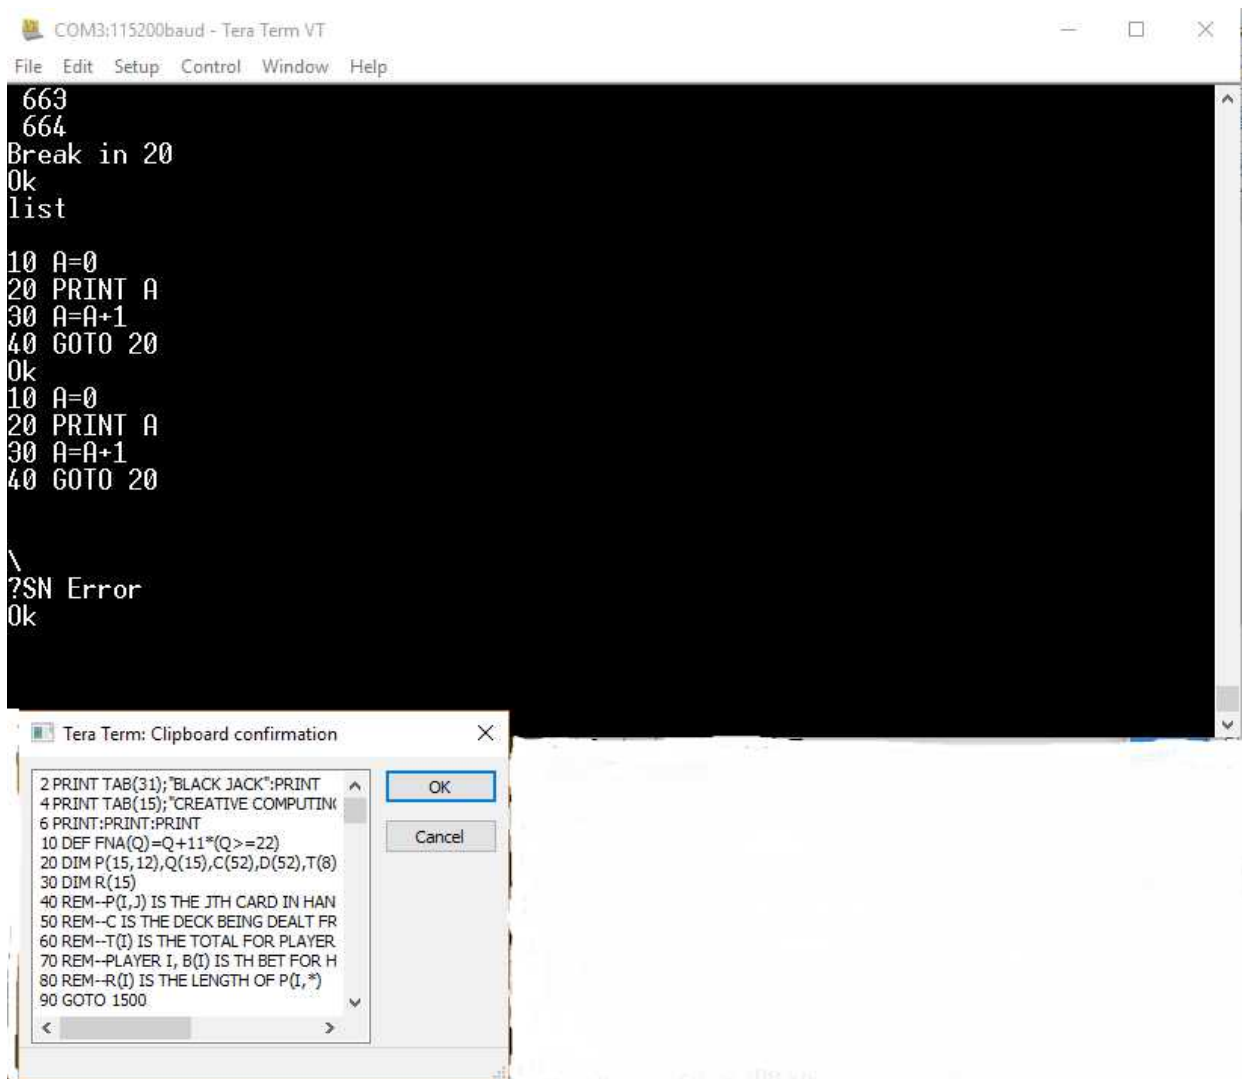 COM3:115200baud - Tera Term VT
File Edit Setup Control Window Help
663
664
Break in 20
Ok
list
10 A=0
20 PRINT A
30 A=A+1
40 GOTO 20
Ok
10 A=0
20 PRINT A
30 A=A+1
40 GOTO 20
\
?SN Error
Ok
Tera Term: Clipboard confirmation
2 PRINT TAB(31);"BLACK JACK":PRINT
4 PRINT TAB(15);"CREATIVE COMPUTING
6 PRINT:PRINT:PRINT
10 DEF FNA(Q)=Q+11*(Q>=22)
20 DIM P(15,12),Q(15),C(52),D(52),T(8)
30 DIM R(15)
40 REM--P(I,J) IS THE JTH CARD IN HAN
50 REM--C IS THE DECK BEING DEALT FR
60 REM--T(I) IS THE TOTAL FOR PLAYER
70 REM--PLAYER I, B(I) IS TH BET FOR H
80 REM--R(I) IS THE LENGTH OF P(I,*)
90 GOTO 1500
OK
Cancel